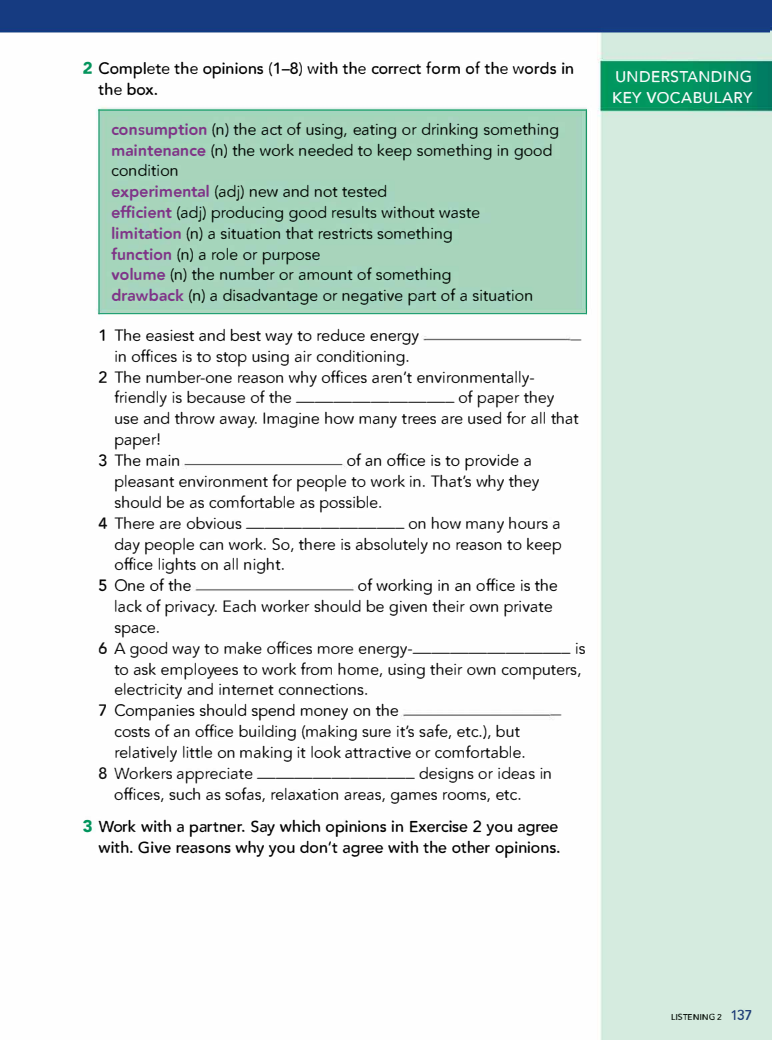 2 Complete the opinions (1–8) with the correct form of the words in
the box.
UNDERSTANDING
KEY VOCABULARY
consumption (n) the act of using, eating or drinking something
maintenance (n) the work needed to keep something in good
condition
experimental (adj) new and not tested
efficient (adj) producing good results without waste
limitation (n) a situation that restricts something
function (n) a role or purpose
volume (n) the number or amount of something
drawback (n) a disadvantage or negative part of a situation
1 The easiest and best way to reduce energy ____________________
in offices is to stop using air conditioning.
2 The number-one reason why offices aren't environmentally-
friendly is because of the ____________________ of paper they
use and throw away. Imagine how many trees are used for all that
paper!
3 The main ____________________ of an office is to provide a
pleasant environment for people to work in. That's why they
should be as comfortable as possible.
4 There are obvious ____________________ on how many hours a
day people can work. So, there is absolutely no reason to keep
office lights on all night.
5 One of the ____________________ of working in an office is the
lack of privacy. Each worker should be given their own private
space.
6 A good way to make offices more energy-____________________ is
to ask employees to work from home, using their own computers,
electricity and internet connections.
7 Companies should spend money on the ____________________
costs of an office building (making sure it's safe, etc.), but
relatively little on making it look attractive or comfortable.
8 Workers appreciate ____________________ designs or ideas in
offices, such as sofas, relaxation areas, games rooms, etc.
3 Work with a partner. Say which opinions in Exercise 2 you agree
with. Give reasons why you don't agree with the other opinions.
LISTENING 2 137